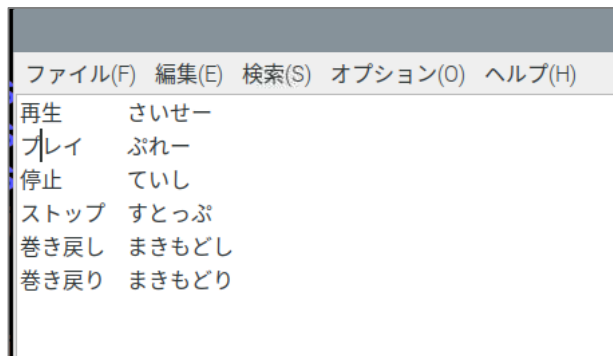 ファイル(F) 編集(E) 検索(S) オプション(O) ヘルプ(H)
再生 さいせー
プレイ ぷれー
停止 ていし
ストップ すとっぷ
巻き戻し まきもどし
巻き戻り まきもどり